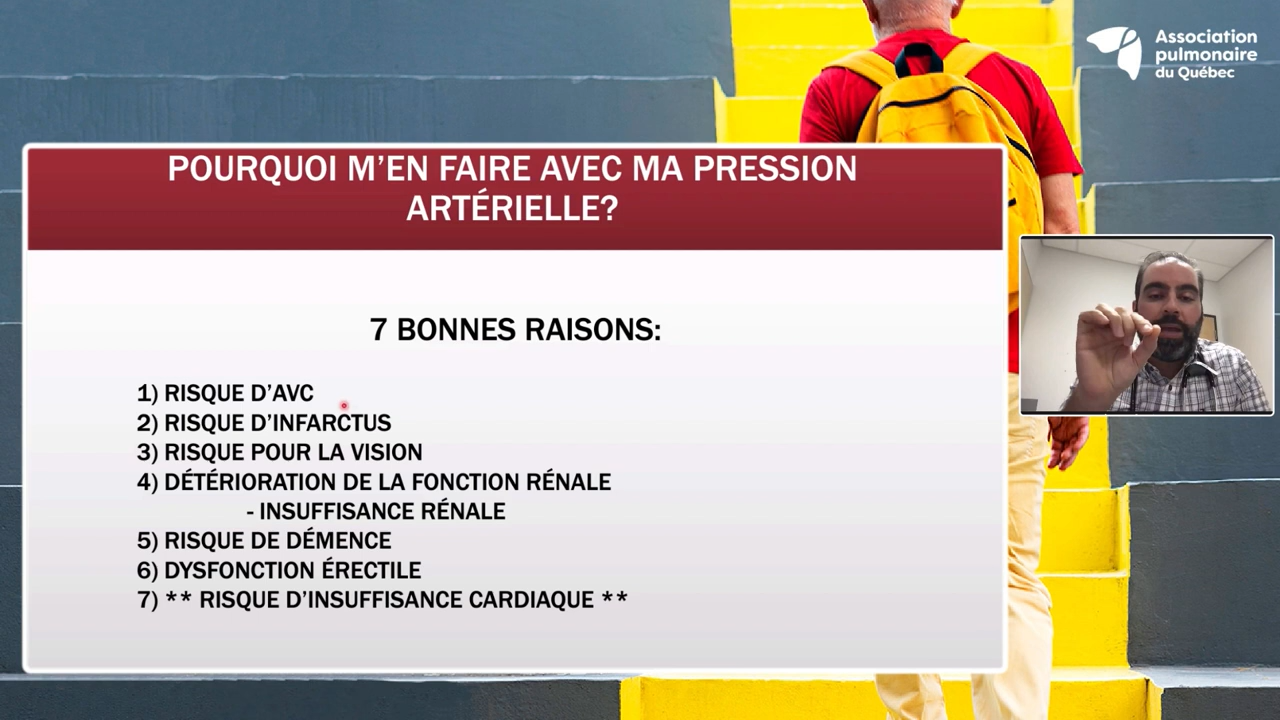 Association
pulmonaire
du Québec
POURQUOI M'EN FAIRE AVEC MA PRESSION
ARTÉRIELLE?
7 BONNES RAISONS:
1) RISQUE D'AVC
2) RISQUE D'INFARCTUS
3) RISQUE POUR LA VISION
4) DÉTÉRIORATION DE LA FONCTION RÉNALE
- INSUFFISANCE RÉNALE
5) RISQUE DE DÉMENCE
6) DYSFONCTION ÉRECTILE
7) ** RISQUE D'INSUFFISANCE CARDIAQUE **